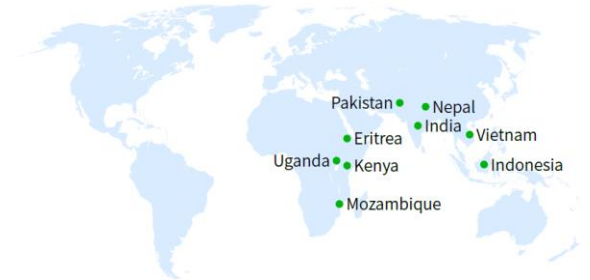 Pakistan
Nepal
India
Vietnam
Eritrea
Uganda
Kenya
Indonesia
Mozambique